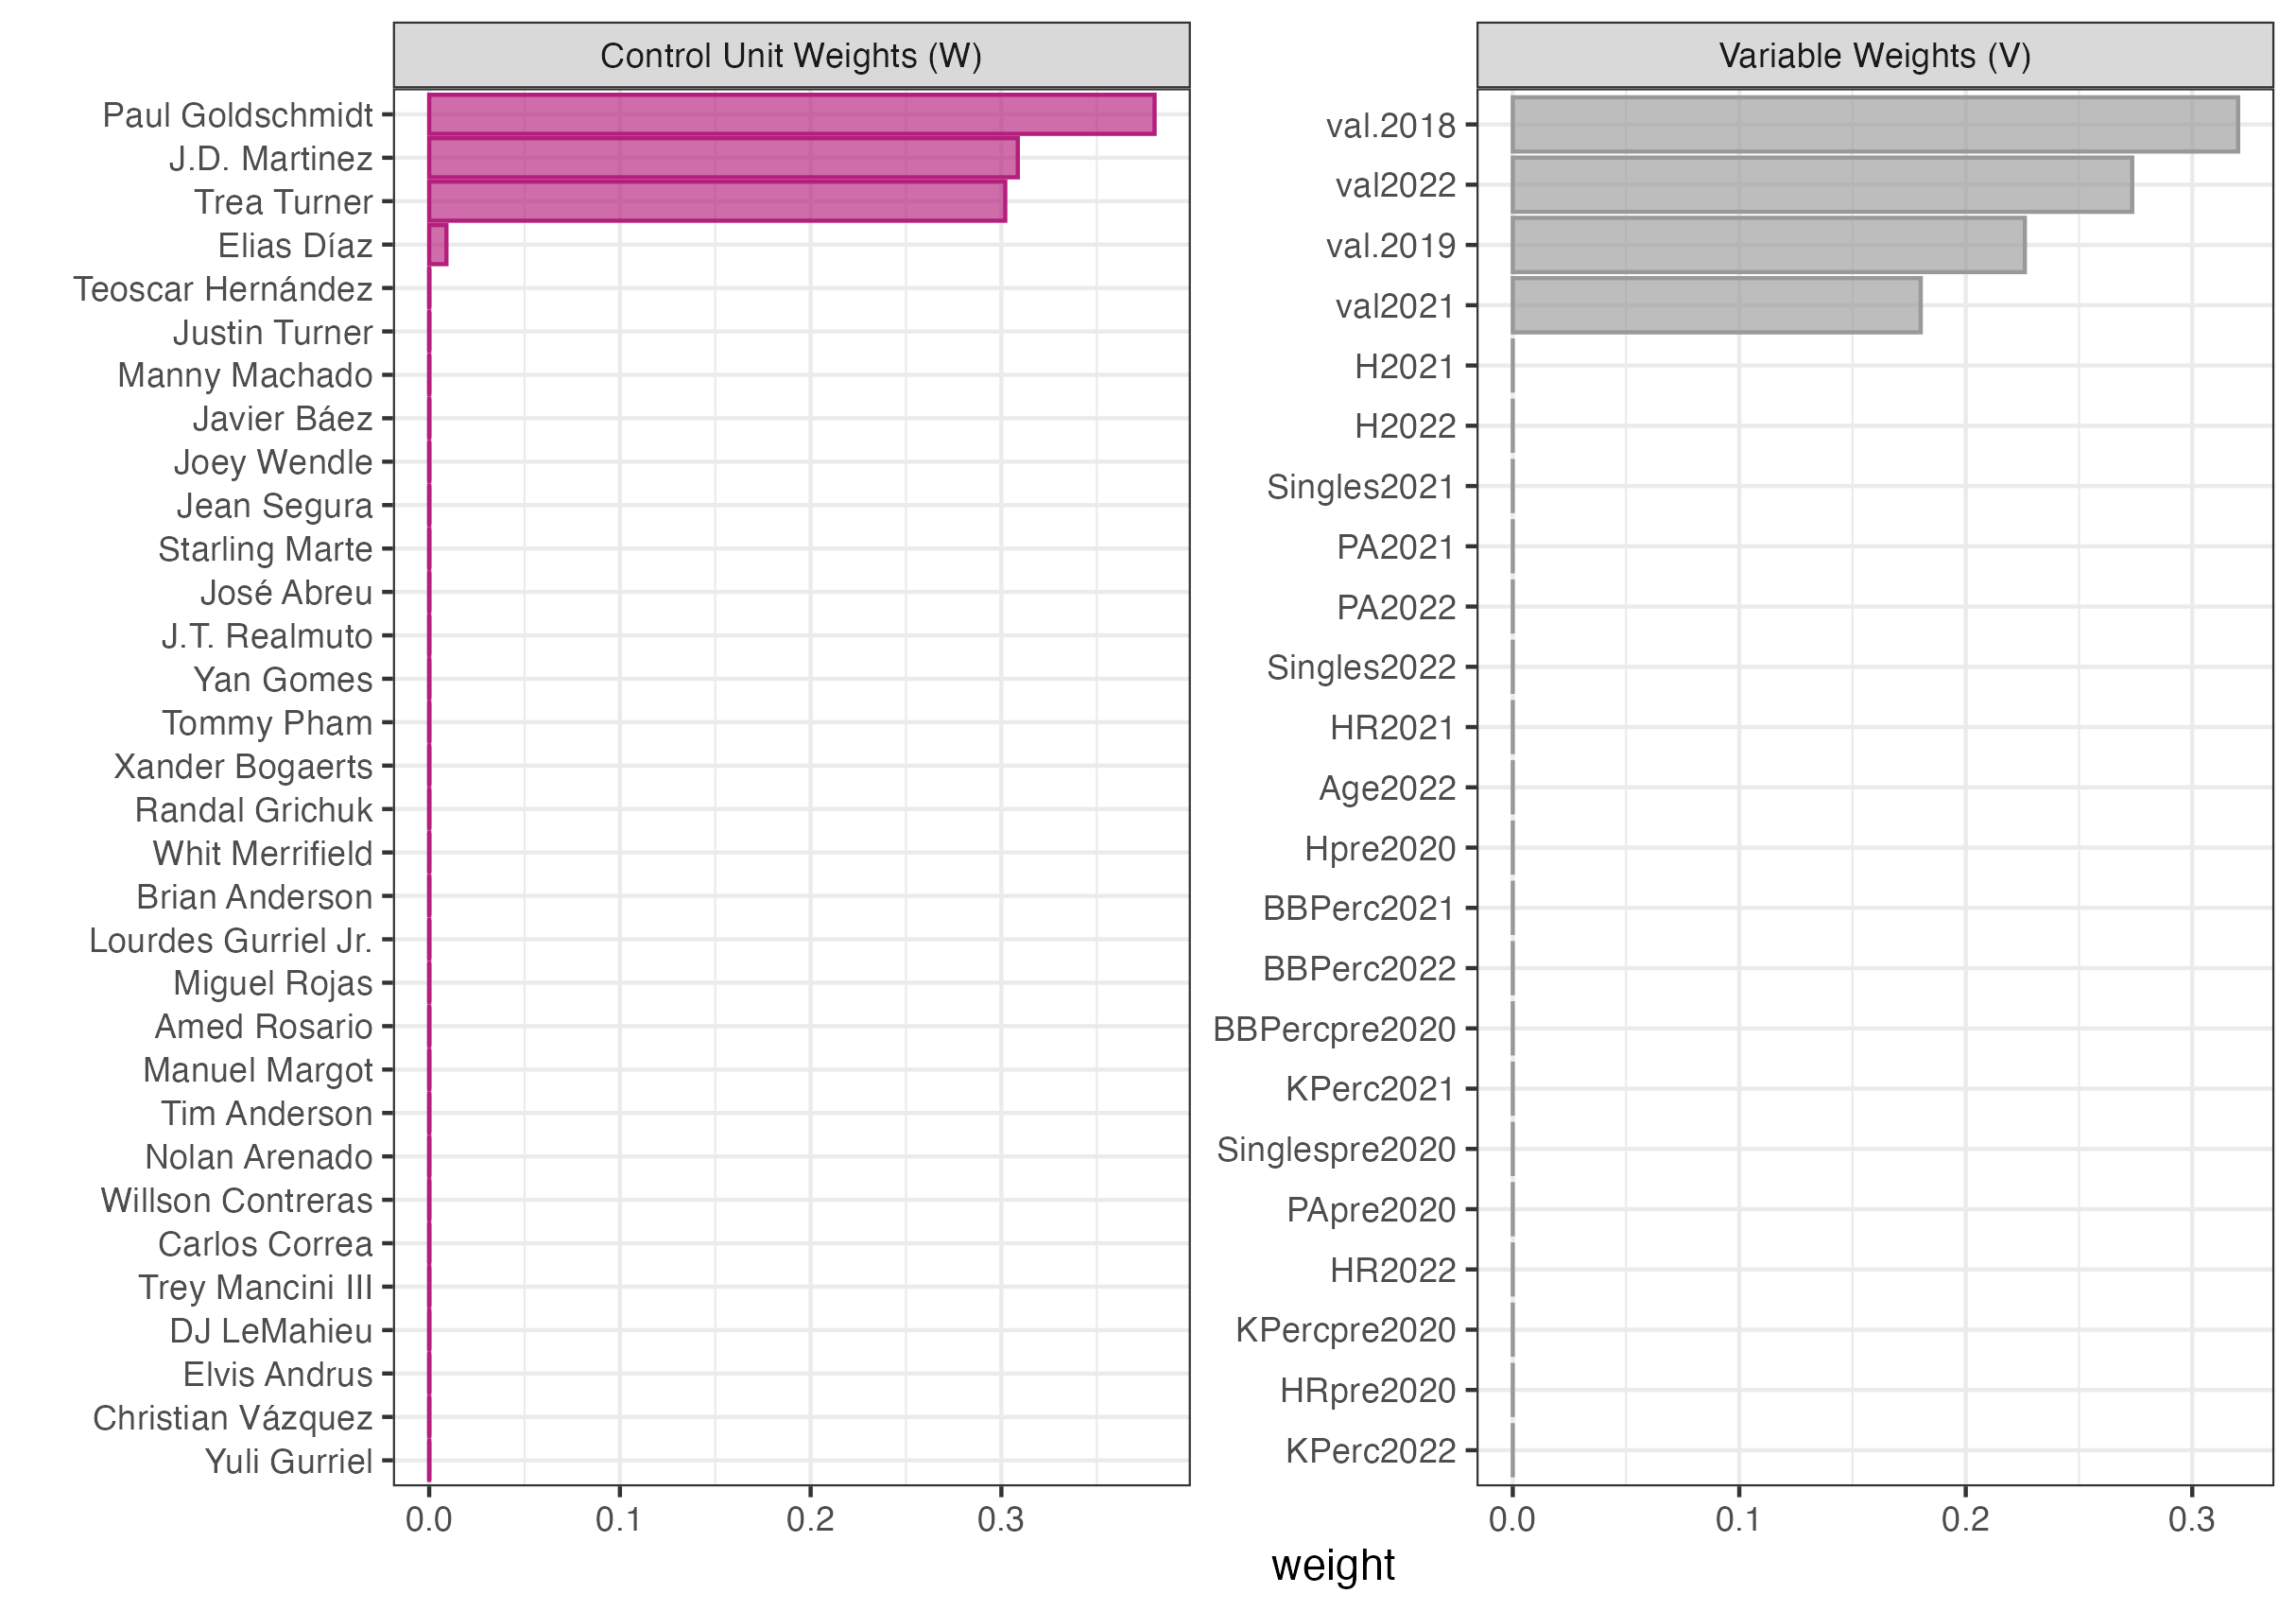 Control Unit Weights (W)
Paul Goldschmidt
J.D. Martinez
Trea Turner
Elias Díaz
Teoscar Hernández
Justin Turner
Manny Machado
Javier Báez
Joey Wendle
Jean Segura
Starling Marte
José Abreu
J.T. Realmuto
Yan Gomes
Tommy Pham
Xander Bogaerts
Randal Grichuk
Whit Merrifield
Brian Anderson
Lourdes Gurriel Jr.
Miguel Rojas
Amed Rosario
Manuel Margot
Tim Anderson
Nolan Arenado
Willson Contreras
Carlos Correa
Trey Mancini III
DJ LeMahieu
Elvis Andrus
Christian Vázquez
Yuli Gurriel
0.0 0.1 0.2 0.3
Variable Weights (V)
val.2018
val2022
val.2019
val2021
H2021
H2022
Singles2021
PA2021
PA2022
Singles2022
HR2021
Age2022
Hpre2020
BBPerc2021
BBPerc2022
BBPercpre2020
KPerc2021
Singlespre2020
PApre2020
HR2022
KPercpre2020
HRpre2020
KPerc2022
0.0 0.1 0.2 0.3
weight